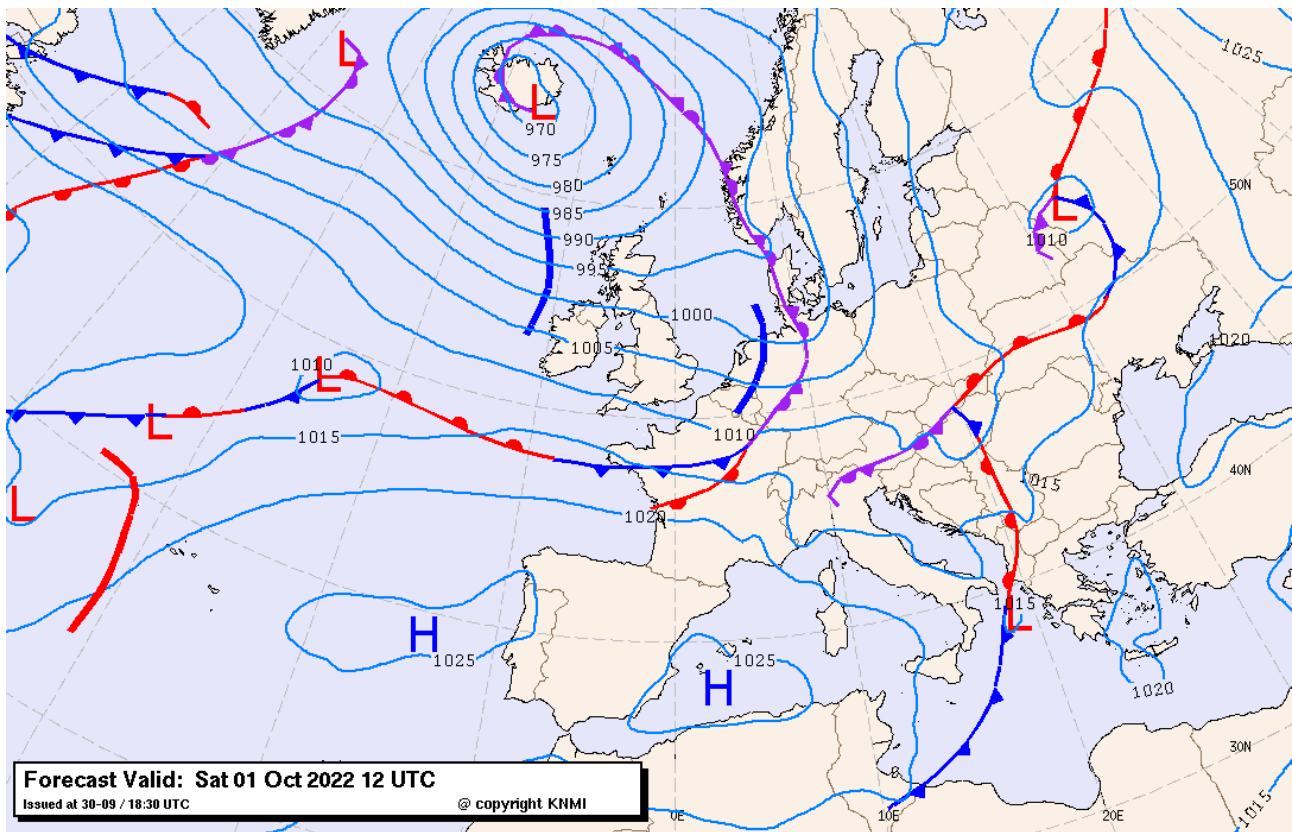 1025
L
L
970
975
980
985
990
995
1000
1005
50N
L
1010
1020
1010
L
L
1015
1010
40N
L
1020
1015
1015
L
H
1025
1025
H
1020
30N
Forecast Valid: Sat 01 Oct 2022 12 UTC
Issued at 30-09 / 18:30 UTC
@ copyright KNMI
0E
10E
20E
1015